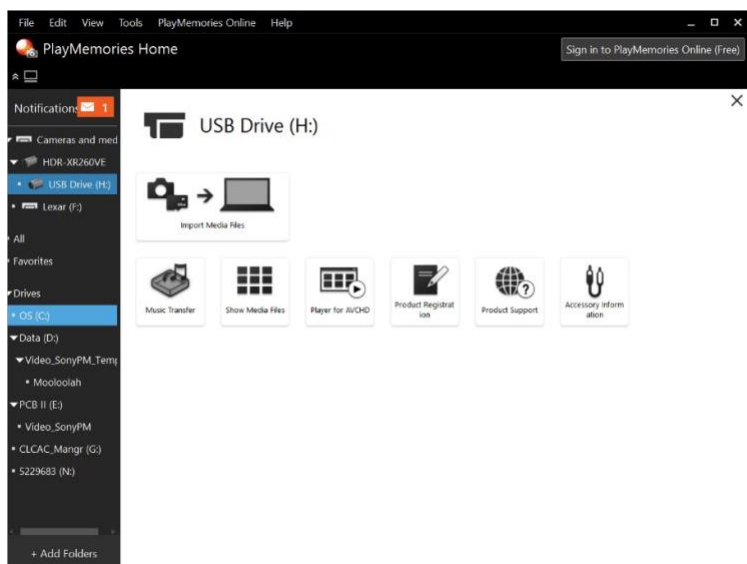 File Edit View Tools PlayMemories Online Help
PlayMemories Home
Sign in to PlayMemories Online (Free)
Notifications 1
Cameras and med
HDR-XR260VE
USB Drive (H:)
Lexar (F:)
All
Favorites
Drives
OS (C:)
Data (D:)
Video_SonyPM_Temp
Mooloolah
PCB II (E:)
Video_SonyPM
CLCAC_Mangr (G:)
S229683 (N:)
+ Add Folders
USB Drive (H:)
Import Media Files
Music Transfer
Show Media Files
Player for AVCHD
Product Registrat
ion
Product Support
Accessory Inform
ation